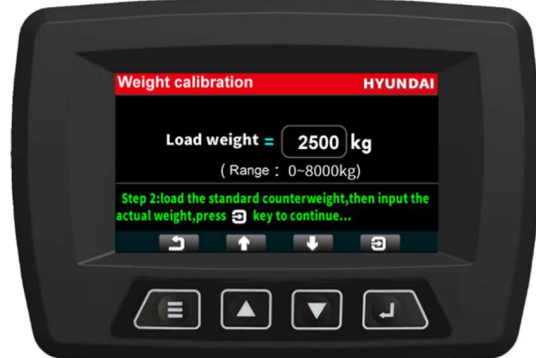 Weight calibration HYUNDAI
Load weight = 2500 kg
( Range : 0~8000kg)
Step 2:load the standard counterweight,then input the
actual weight,press key to continue...